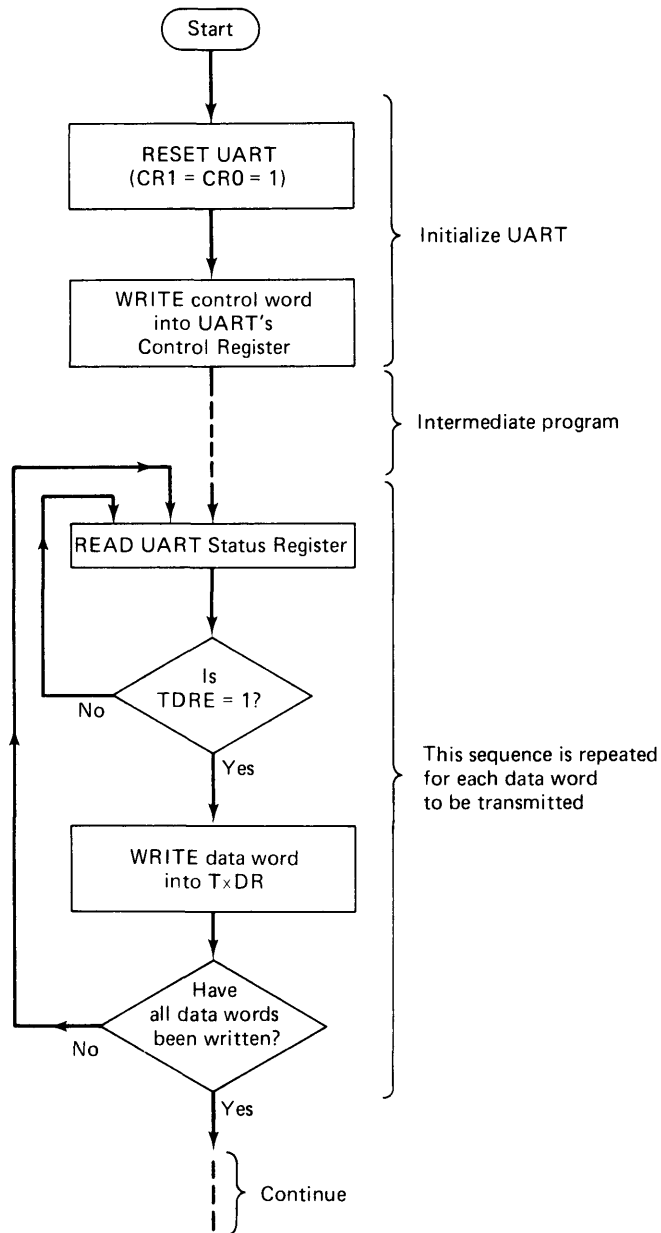 Start
RESET UART
(CR1 = CR0 = 1)
Initialize UART
WRITE control word
into UART's
Control Register
Intermediate program
READ UART Status Register
Is
TDRE = 1?
No
Yes
This sequence is repeated
for each data word
to be transmitted
WRITE data word
into TxDR
Have
all data words
been written?
No
Yes
Continue